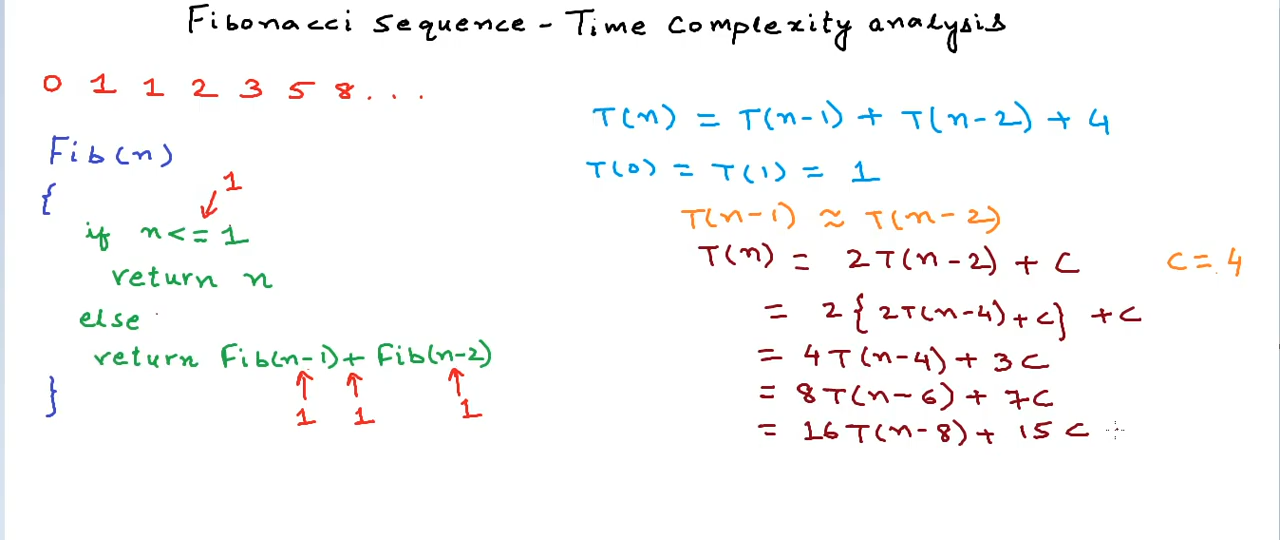 Fibonacci sequence - Time complexity analysis
0 1 1 2 3 5 8 . . .
Fib(n)
{
1
if n<=1
return n
else
return Fib(n-1)+ Fib(n-2)
1 1 1
}
T(n) = T(n-1) + T(n-2) + 4
T(0) = T(1) = 1
T(n-1) ≈ T(n-2)
T(n) = 2T(n-2) + c c = 4
= 2{2T(n-4)+c} +c
= 4T(n-4) + 3c
= 8T(n-6) + 7c
= 16T(n-8) + 15c